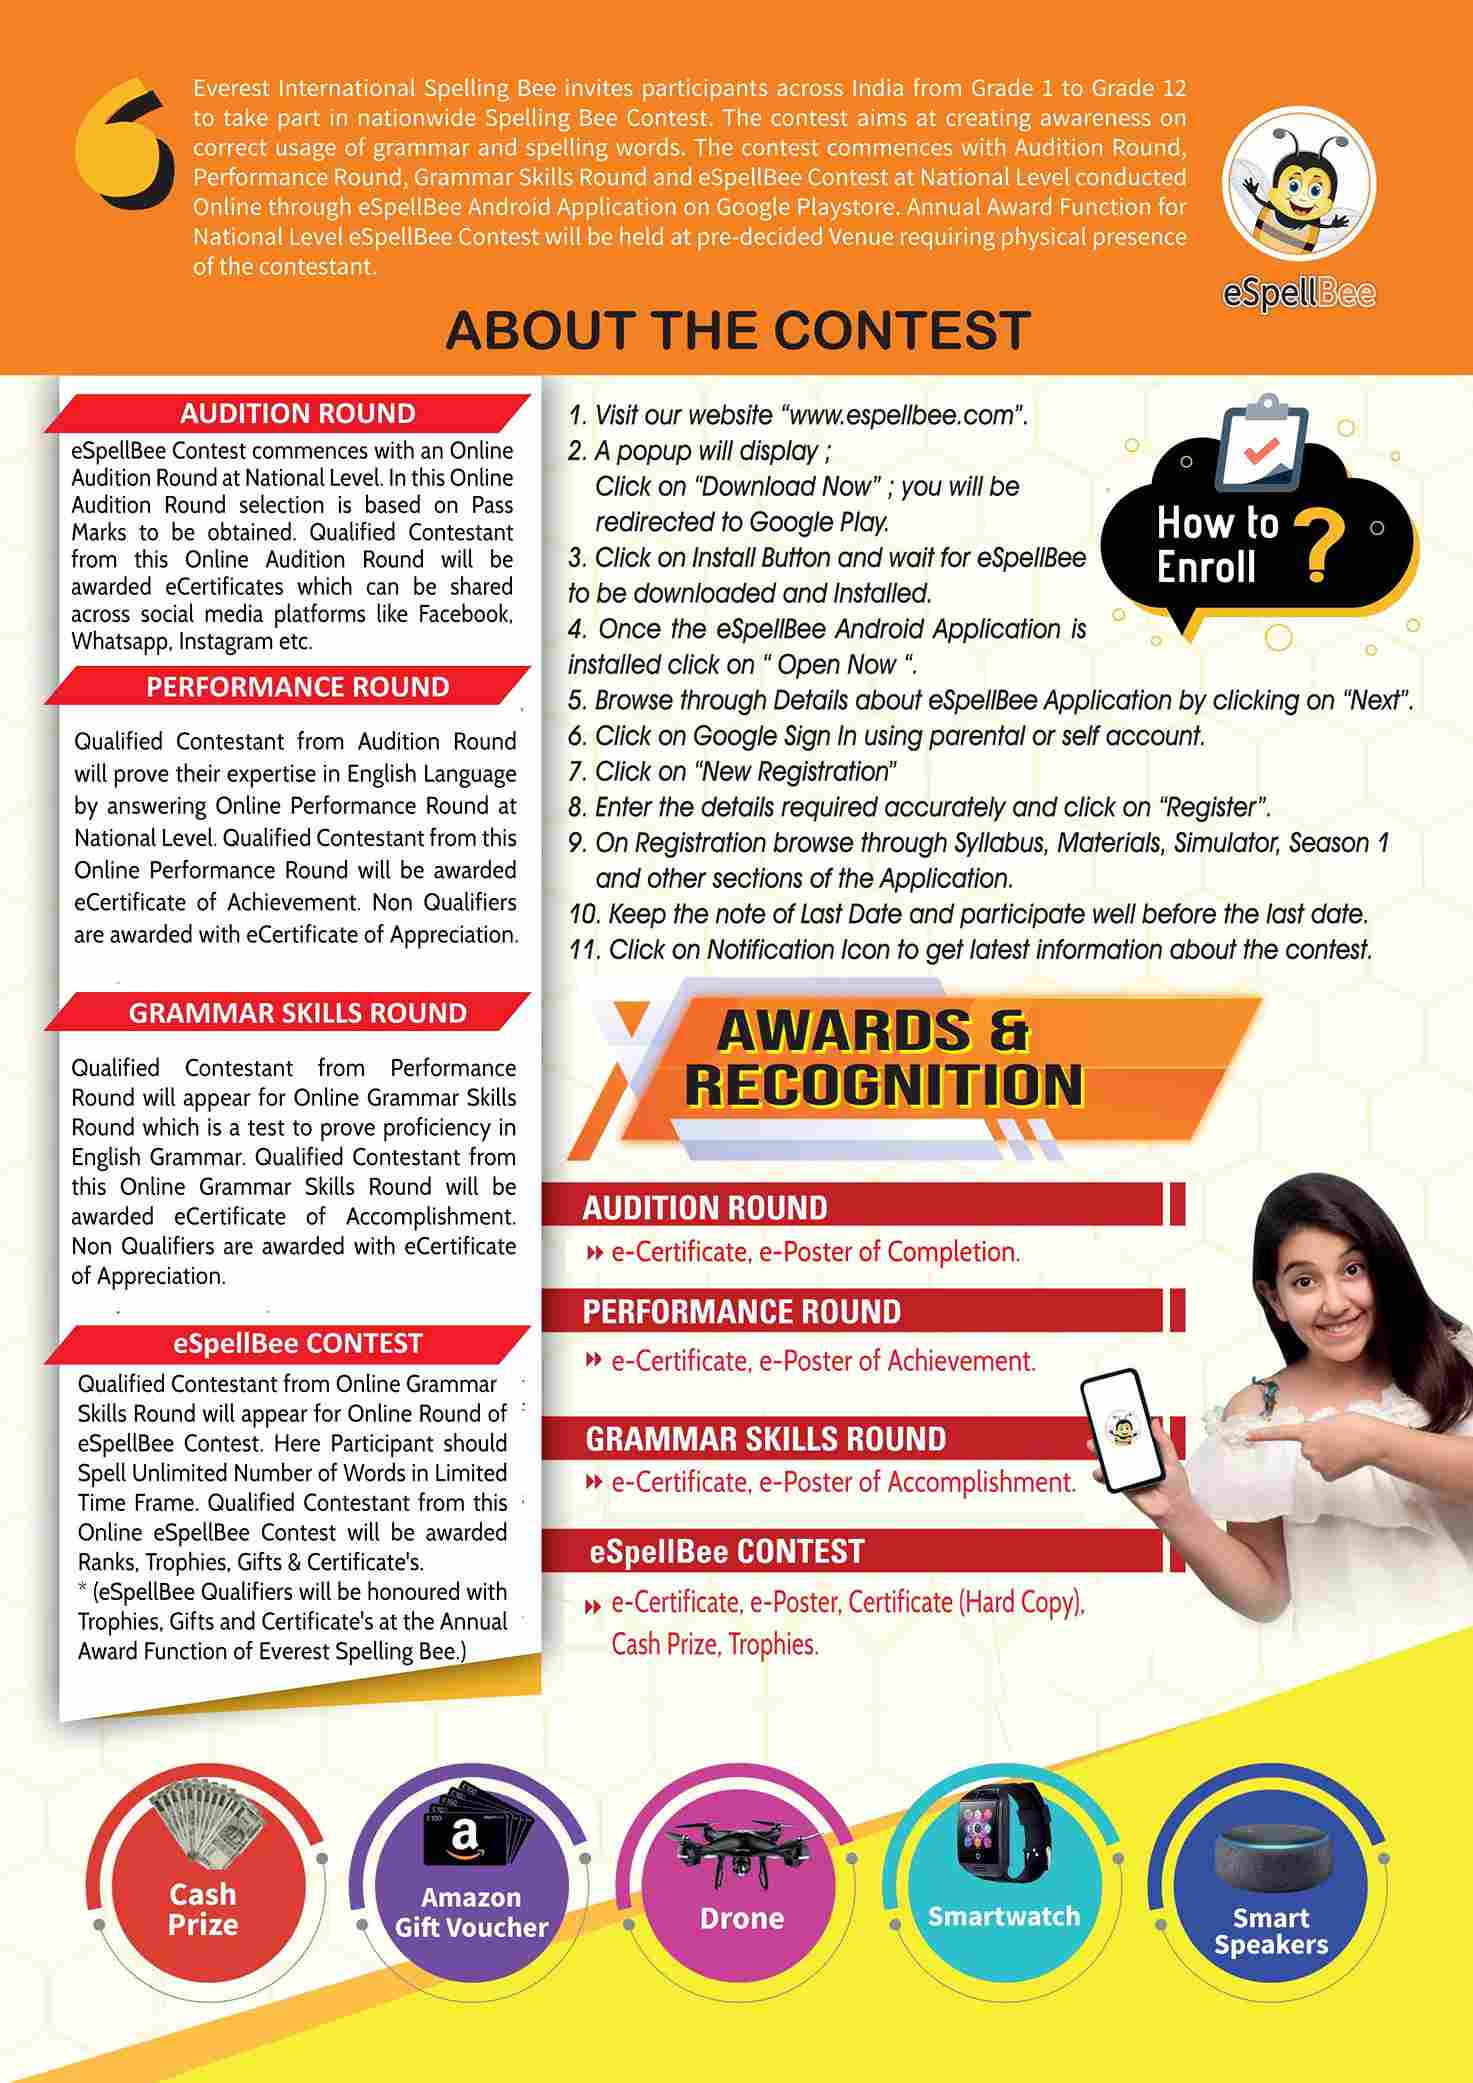 6
Everest International Spelling Bee invites participants across India from Grade 1 to Grade 12
to take part in nationwide Spelling Bee Contest. The contest aims at creating awareness on
correct usage of grammar and spelling words. The contest commences with Audition Round,
Performance Round, Grammar Skills Round and eSpellBee Contest at National Level conducted
Online through eSpellBee Android Application on Google Playstore. Annual Award Function for
National Level eSpellBee Contest will be held at pre-decided Venue requiring physical presence
of the contestant.
eSpellBee
ABOUT THE CONTEST
AUDITION ROUND
eSpellBee Contest commences with an Online
Audition Round at National Level. In this Online
Audition Round selection is based on Pass
Marks to be obtained. Qualified Contestant
from this Online Audition Round will be
awarded eCertificates which can be shared
across social media platforms like Facebook,
Whatsapp, Instagram etc.
PERFORMANCE ROUND
Qualified Contestant from Audition Round
will prove their expertise in English Language
by answering Online Performance Round at
National Level. Qualified Contestant from this
Online Performance Round will be awarded
eCertificate of Achievement. Non Qualifiers
are awarded with eCertificate of Appreciation.
GRAMMAR SKILLS ROUND
Qualified Contestant from Performance
Round will appear for Online Grammar Skills
Round which is a test to prove proficiency in
English Grammar. Qualified Contestant from
this Online Grammar Skills Round will be
awarded eCertificate of Accomplishment.
Non Qualifiers are awarded with eCertificate
of Appreciation.
eSpellBee CONTEST
Qualified Contestant from Online Grammar
Skills Round will appear for Online Round of
eSpellBee Contest. Here Participant should
Spell Unlimited Number of Words in Limited
Time Frame. Qualified Contestant from this
Online eSpellBee Contest will be awarded
Ranks, Trophies, Gifts & Certificate's.
* (eSpellBee Qualifiers will be honoured with
Trophies, Gifts and Certificate's at the Annual
Award Function of Everest Spelling Bee.)
1. Visit our website “www.espellbee.com”.
2. A popup will display ;
Click on “Download Now” ; you will be
redirected to Google Play.
3. Click on Install Button and wait for eSpellBee
to be downloaded and Installed.
4. Once the eSpellBee Android Application is
installed click on “ Open Now “.
5. Browse through Details about eSpellBee Application by clicking on “Next”.
6. Click on Google Sign In using parental or self account.
7. Click on “New Registration”
8. Enter the details required accurately and click on “Register”.
9. On Registration browse through Syllabus, Materials, Simulator, Season 1
and other sections of the Application.
10. Keep the note of Last Date and participate well before the last date.
11. Click on Notification Icon to get latest information about the contest.
How to
Enroll ?
AWARDS &
RECOGNITION
AUDITION ROUND
e-Certificate, e-Poster of Completion.
PERFORMANCE ROUND
e-Certificate, e-Poster of Achievement.
GRAMMAR SKILLS ROUND
e-Certificate, e-Poster of Accomplishment.
eSpellBee CONTEST
e-Certificate, e-Poster, Certificate (Hard Copy),
Cash Prize, Trophies.
Cash
Prize
Amazon
Gift Voucher
Drone
Smartwatch
Smart
Speakers